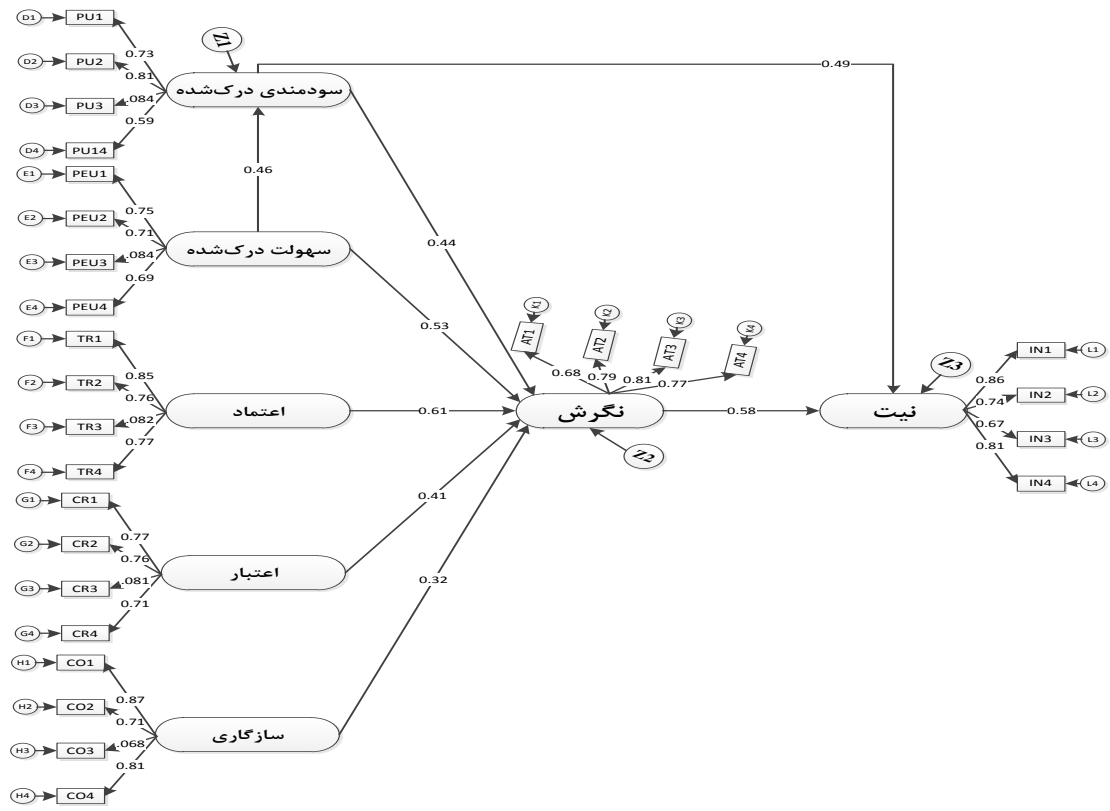 D1
PU1
0.73
D2
PU2
0.81
D3
PU3
.084
0.59
D4
PU14
Z1
سودمندی درک‌شده
0.49
0.46
0.44
E1
PEU1
0.75
E2
PEU2
0.71
E3
PEU3
.084
0.69
E4
PEU4
سهولت درک‌شده
0.53
F1
TR1
0.85
F2
TR2
0.76
F3
TR3
.082
0.77
F4
TR4
اعتماد
0.61
K1
K2
K3
K4
AT1
AT2
AT3
AT4
0.68
0.79
0.81
0.77
نگرش
Z2
0.58
Z3
نیت
IN1
L1
0.86
IN2
L2
0.74
0.67
IN3
L3
0.81
IN4
L4
G1
CR1
0.77
G2
CR2
0.76
G3
CR3
.081
0.71
G4
CR4
اعتبار
0.41
H1
CO1
0.87
H2
CO2
0.71
H3
CO3
.068
0.81
H4
CO4
سازگاری
0.32